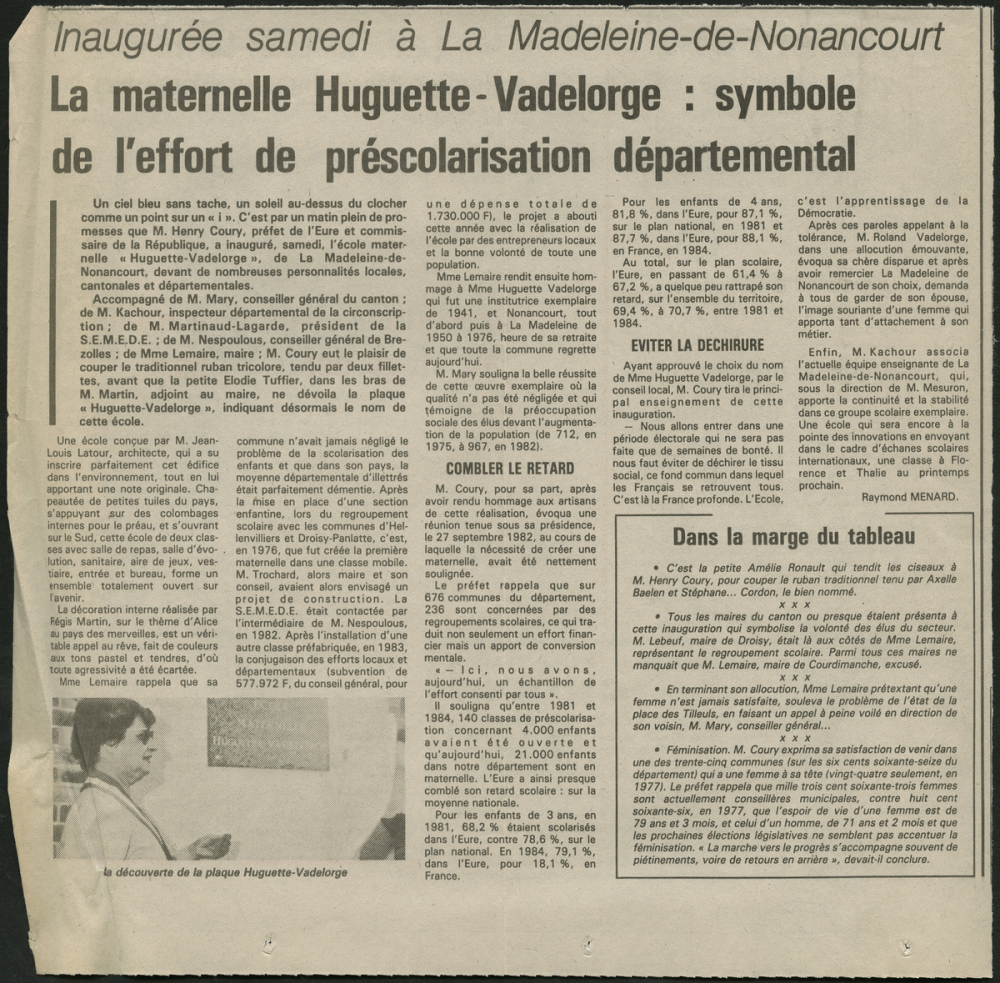 Inaugurée samedi à La Madeleine-de-Nonancourt
La maternelle Huguette-Vadelorge : symbole
de l'effort de préscolarisation départemental
Un ciel bleu sans tache, un soleil au-dessus du clocher
comme un point sur un « i ». C'est par un matin plein de pro-
messes que M. Henry Coury, préfet de l'Eure et commis-
saire de la République, a inauguré, samedi, l'école mater-
nelle « Huguette-Vadelorge », de La Madeleine-de-
Nonancourt, devant de nombreuses personnalités locales,
cantonales et départementales.
Accompagné de M. Mary, conseiller général du canton ;
de M. Kachour, inspecteur départemental de la circonscrip-
tion ; de M. Martinaud-Lagarde, président de la
S.E.M.E.D.E. ; de M. Nespoulous, conseiller général de Bre-
zolles ; de Mme Lemaire, maire ; M. Coury eut le plaisir de
couper le traditionnel ruban tricolore, tendu par deux fillet-
tes, avant que la petite Elodie Tuffier, dans les bras de
M. Martin, adjoint au maire, ne dévoila la plaque
« Huguette-Vadelorge », indiquant désormais le nom de
cette école.
Une école conçue par M. Jean-
Louis Latour, architecte, qui a su
inscrire parfaitement cet édifice
dans l'environnement, tout en lui
apportant une note originale. Cha-
peautée de petites tuiles du pays,
s'appuyant sur des colombages
internes pour le préau, et s'ouvrant
sur le Sud, cette école de deux clas-
ses avec salle de repas, salle d'évo-
lution, sanitaire, aire de jeux, ves-
tiaire, entrée et bureau, forme un
ensemble totalement ouvert sur
l'avenir.
La décoration interne réalisée par
Régis Martin, sur le thème d'Alice
au pays des merveilles, est un véri-
table appel au rêve, fait de couleurs
aux tons pastel et tendres, d'où
toute agressivité a été écartée.
Mme Lemaire rappela que sa
commune n'avait jamais négligé le
problème de la scolarisation des
enfants et que dans son pays, la
moyenne départementale d'illettrés
était parfaitement démentie. Après
la mise en place d'une section
enfantine, lors du regroupement
scolaire avec les communes d'Hel-
lenvilliers et Droisy-Panlatte, c'est,
en 1976, que fut créée la première
maternelle dans une classe mobile.
M. Trochard, alors maire et son
conseil, avaient alors envisagé un
projet de construction. La
S.E.M.E.D.E. était contactée par
l'intermédaire de M. Nespoulous,
en 1982. Après l'installation d'une
autre classe préfabriquée, en 1983,
la conjugaison des efforts locaux et
départementaux (subvention de
577.972 F, du conseil général, pour
HUGUETTE VADELORGE
la découverte de la plaque Huguette-Vadelorge
une dépense totale de
1.730.000 F), le projet a abouti
cette année avec la réalisation de
l'école par des entrepreneurs locaux
et la bonne volonté de toute une
population.
Mme Lemaire rendit ensuite hom-
mage à Mme Huguette Vadelorge
qui fut une institutrice exemplaire
de 1941, et Nonancourt, tout
d'abord puis à La Madeleine de
1950 à 1976, heure de sa retraite
et que toute la commune regrette
aujourd'hui.
M. Mary souligna la belle réussite
de cette œuvre exemplaire où la
qualité n'a pas été négligée et qui
témoigne de la préoccupation
sociale des élus devant l'augmenta-
tion de la population (de 712, en
1975, à 967, en 1982).
COMBLER LE RETARD
M. Coury, pour sa part, après
avoir rendu hommage aux artisans
de cette réalisation, évoqua une
réunion tenue sous sa présidence,
le 27 septembre 1982, au cours de
laquelle la nécessité de créer une
maternelle, avait été nettement
soulignée.
Le préfet rappela que sur
676 communes du département,
236 sont concernées par des
regroupements scolaires, ce qui tra-
duit non seulement un effort finan-
cier mais un apport de conversion
mentale.
« — Ici, nous avons,
aujourd'hui, un échantillon de
l'effort consenti par tous ».
Il souligna qu'entre 1981 et
1984, 140 classes de préscolarisa-
tion concernant 4.000 enfants
avaient été ouverte et
qu'aujourd'hui, 21.000 enfants
dans notre département sont en
maternelle. L'Eure a ainsi presque
comblé son retard scolaire : sur la
moyenne nationale.
Pour les enfants de 3 ans, en
1981, 68,2 % étaient scolarisés
dans l'Eure, contre 78,6 %, sur le
plan national. En 1984, 79,1 %,
dans l'Eure, pour 18,1 %, en
France.
Pour les enfants de 4 ans,
81,8 %, dans l'Eure, pour 87,1 %,
sur le plan national, en 1981 et
87,7 %, dans l'Eure, pour 88,1 %,
en France, en 1984.
Au total, sur le plan scolaire,
l'Eure, en passant de 61,4 % à
67,2 %, a quelque peu rattrapé son
retard, sur l'ensemble du territoire,
69,4 %, à 70,7 %, entre 1981 et
1984.
EVITER LA DECHIRURE
Ayant approuvé le choix du nom
de Mme Huguette Vadelorge, par le
conseil local, M. Coury tira le princi-
pal enseignement de cette
inauguration.
— Nous allons entrer dans une
période électorale qui ne sera pas
faite que de semaines de bonté. Il
nous faut éviter de déchirer le tissu
social, ce fond commun dans lequel
les Français se retrouvent tous.
C'est là la France profonde. L'Ecole,
c'est l'apprentissage de la
Démocratie.
Après ces paroles appelant à la
tolérance, M. Roland Vadelorge,
dans une allocution émouvante,
évoqua sa chère disparue et après
avoir remercier La Madeleine de
Nonancourt de son choix, demanda
à tous de garder de son épouse,
l'image souriante d'une femme qui
apporta tant d'attachement à son
métier.
Enfin, M. Kachour associa
l'actuelle équipe enseignante de La
Madeleine-de-Nonancourt, qui,
sous la direction de M. Mesuron,
apporte la continuité et la stabilité
dans ce groupe scolaire exemplaire.
Une école qui sera encore à la
pointe des innovations en envoyant
dans le cadre d'échanges scolaires
internationaux, une classe à Flo-
rence et Thalie au printemps
prochain.
Raymond MENARD.
Dans la marge du tableau
• C'est la petite Amélie Ronault qui tendit les ciseaux à
M. Henry Coury, pour couper le ruban traditionnel tenu par Axelle
Baelen et Stéphane... Cordon, le bien nommé.
x x x
• Tous les maires du canton ou presque étaient présenta à
cette inauguration qui symbolise la volonté des élus du secteur.
M. Lebeuf, maire de Droisy, était là aux côtés de Mme Lemaire,
représentant le regroupement scolaire. Parmi tous ces maires ne
manquait que M. Lemaire, maire de Courdimanche, excusé.
x x x
• En terminant son allocution, Mme Lemaire prétextant qu'une
femme n'est jamais satisfaite, souleva le problème de l'état de la
place des Tilleuls, en faisant un appel à peine voilé en direction de
son voisin, M. Mary, conseiller général...
x x x
• Féminisation. M. Coury exprima sa satisfaction de venir dans
une des trente-cinq communes (sur les six cents soixante-seize du
département) qui a une femme à sa tête (vingt-quatre seulement, en
1977). Le préfet rappela que mille trois cent soixante-trois femmes
sont actuellement conseillères municipales, contre huit cent
soixante-six, en 1977, que l'espoir de vie d'une femme est de
79 ans et 3 mois, et celui d'un homme, de 71 ans et 2 mois et que
les prochaines élections législatives ne semblent pas accentuer la
féminisation. « La marche vers le progrès s'accompagne souvent de
piétinements, voire de retours en arrière », devait-il conclure.